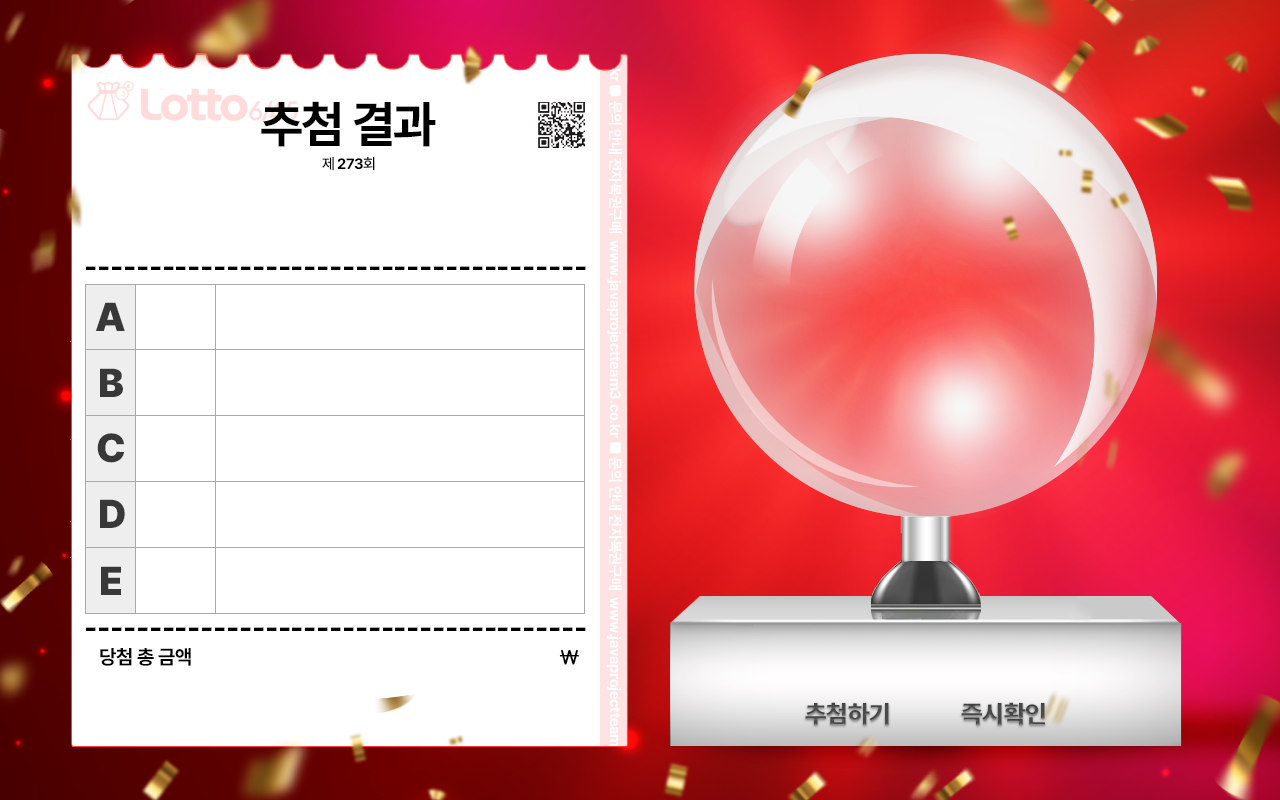 Lotto645
추첨 결과
제 273회
A
B
C
D
E
당첨 총 금액 ₩
■ 문의 안내 전자복권구매 www.javaprojectteam3.co.kr ■ 문의 안내 전자복권구매 www.javaprojectteam
추첨하기
즉시확인